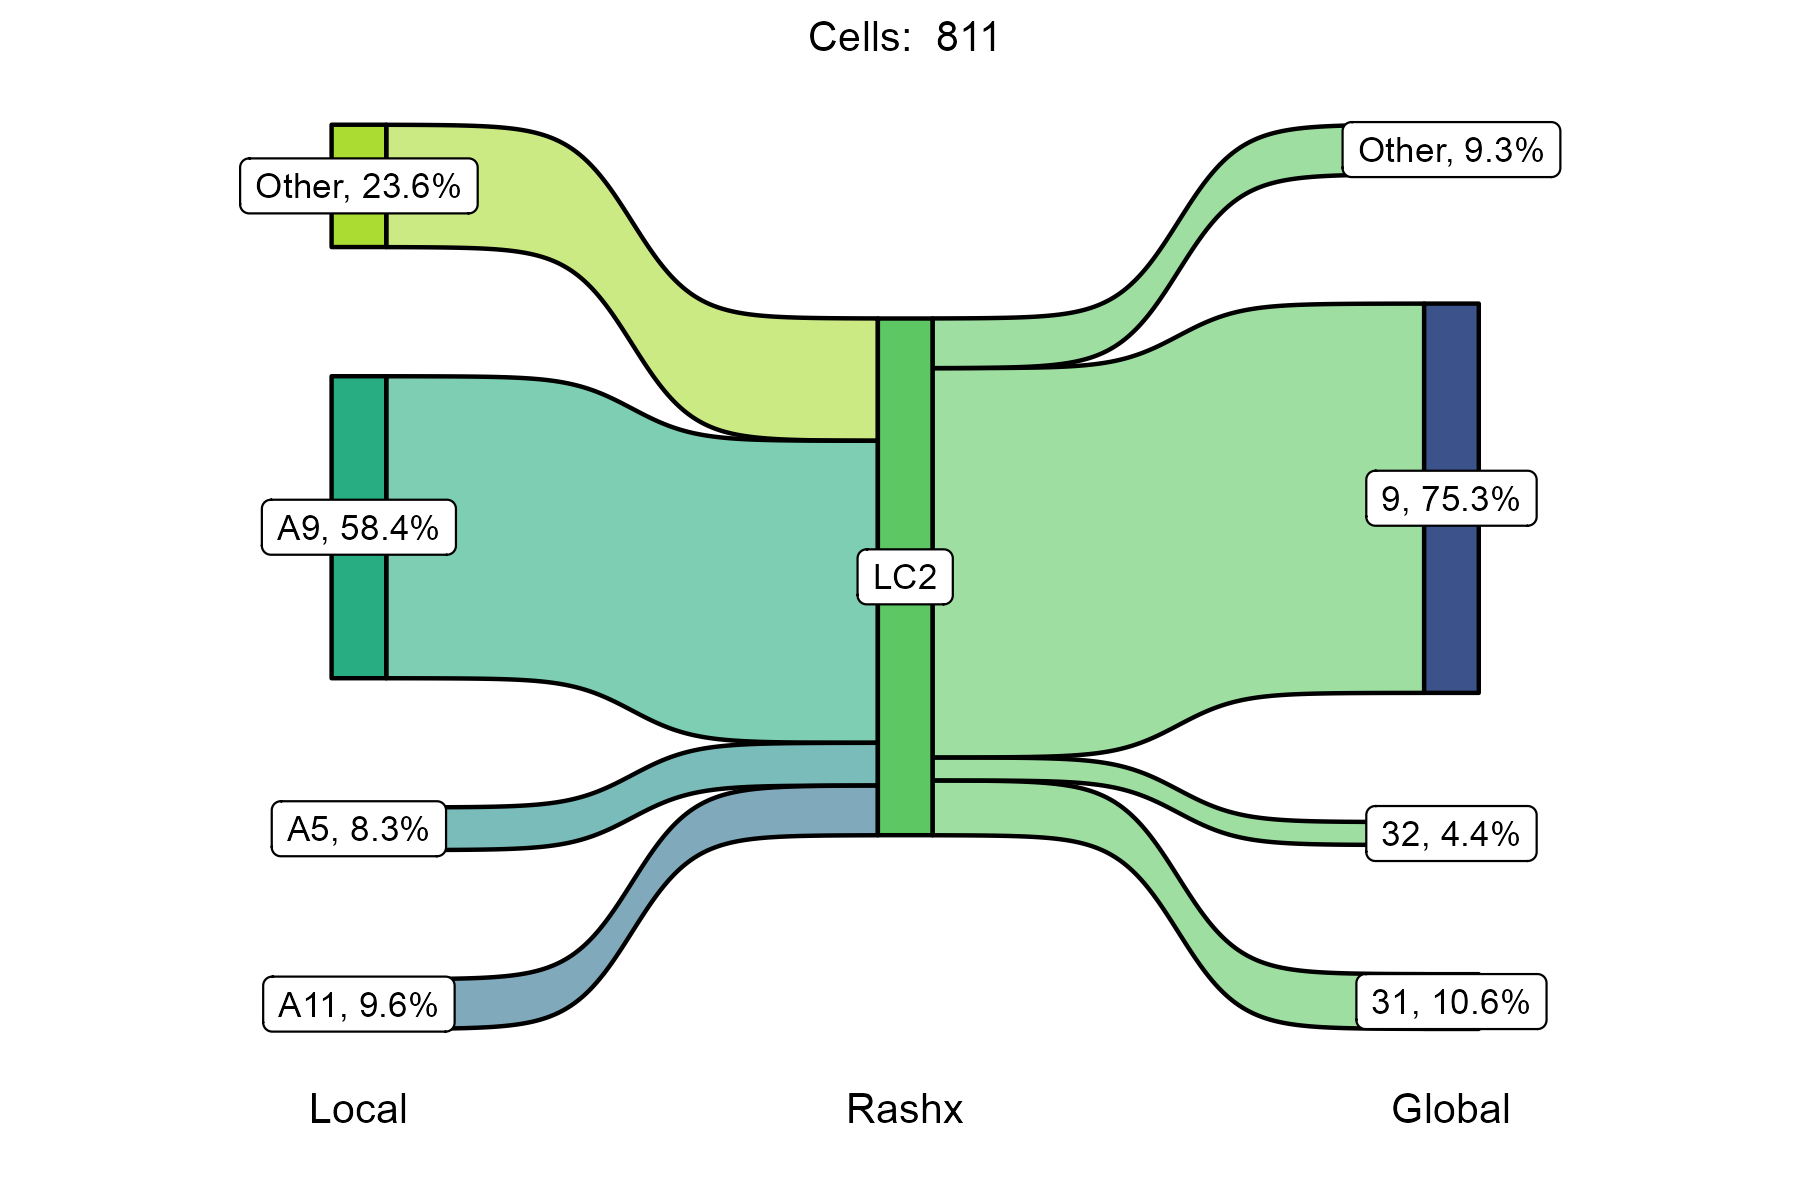 Cells:  811
Other, 23.6%
Other, 9.3%
A9, 58.4%
9, 75.3%
LC2
A5, 8.3%
32, 4.4%
A11, 9.6%
31, 10.6%
Local
Rashx
Global